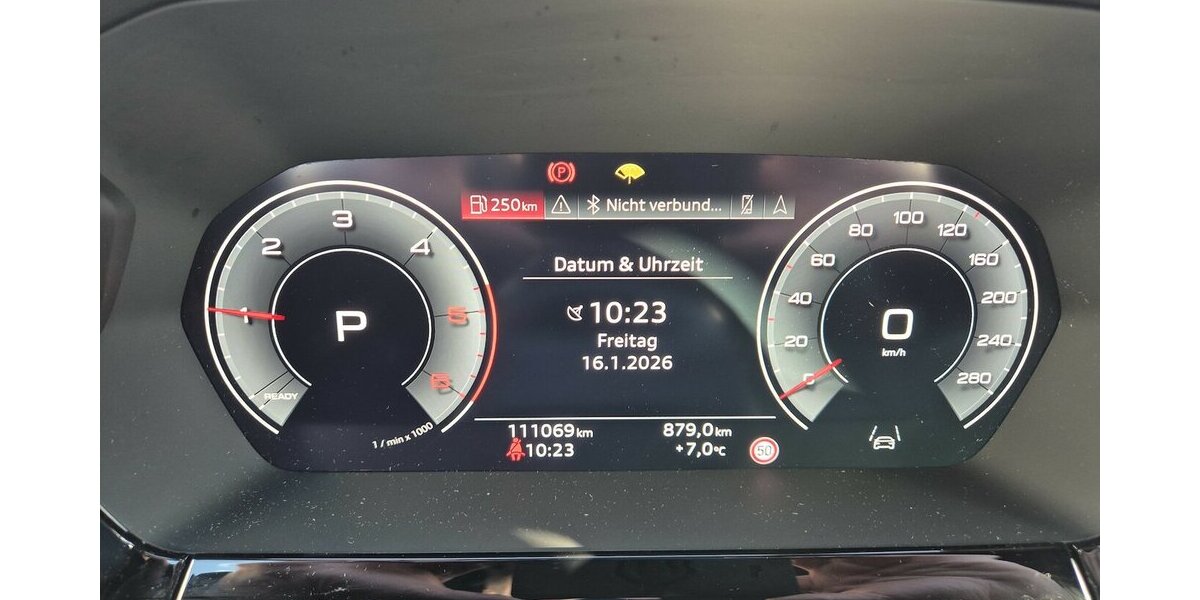 P
250km Nicht verbund...
Datum & Uhrzeit
10:23
Freitag
16.1.2026
111069km 879,0km
10:23 +7,0°C 50
READY 1 2 3 4 5 6
P
1 / min x 1000
0 20 40 60 80 100 120 160 200 240 280
0
km/h